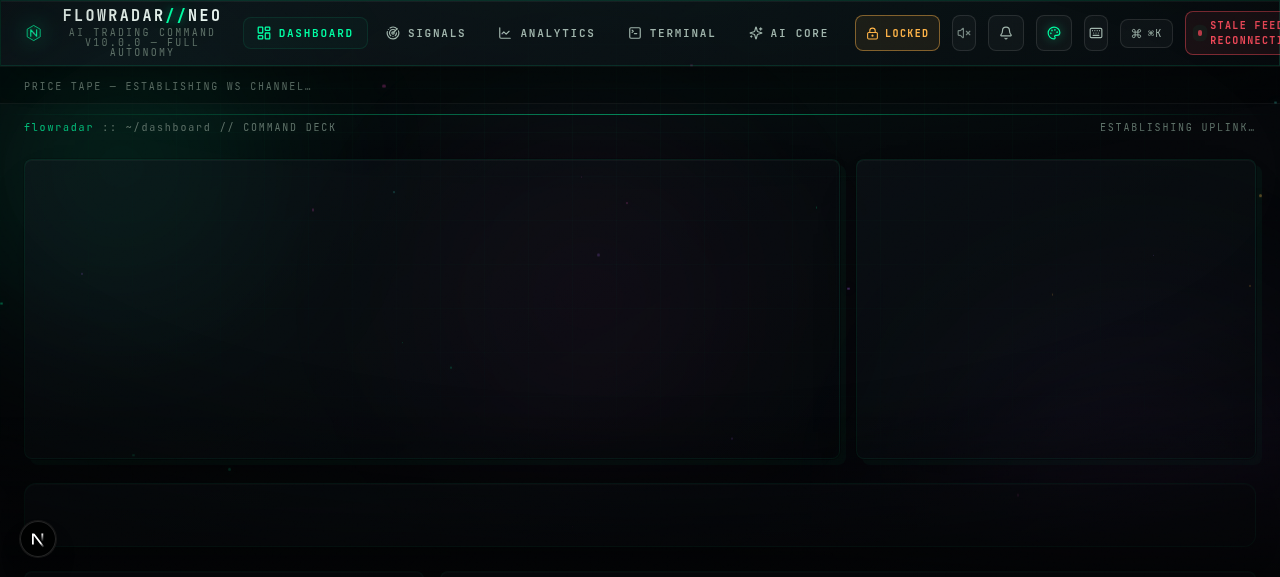 FLOWRADAR//NEO
AI TRADING COMMAND
V10.0.0 — FULL
AUTONOMY
DASHBOARD
SIGNALS
ANALYTICS
TERMINAL
AI CORE
LOCKED
⌘K
STALE FEED
RECONNECTI
PRICE TAPE — ESTABLISHING WS CHANNEL…
flowradar :: ~/dashboard // COMMAND DECK
ESTABLISHING UPLINK…
N